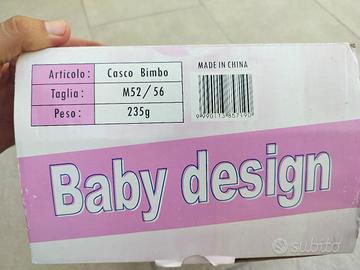 Articolo: Casco Bimbo
Taglia: M52/56
Peso: 235g
MADE IN CHINA
Baby design
subito